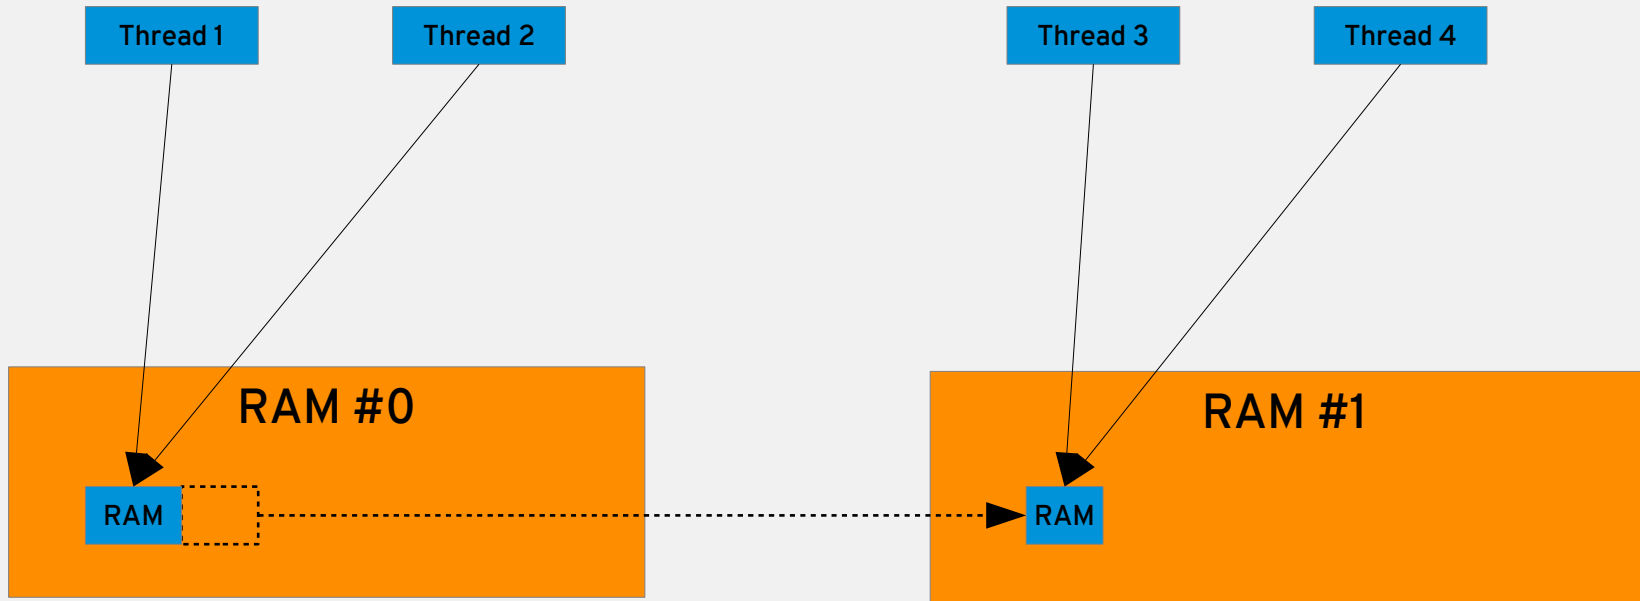 Thread 1
Thread 2
Thread 3
Thread 4
RAM #0
RAM #1
RAM
RAM